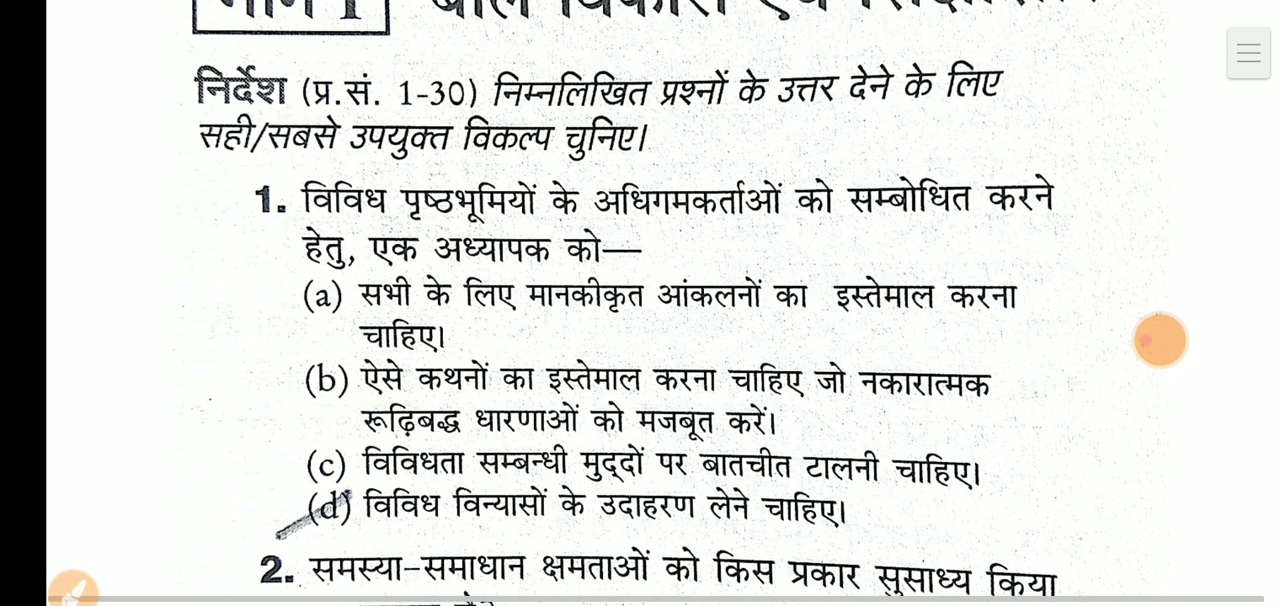 भाग I
निर्देश (प्र.सं. 1-30) निम्नलिखित प्रश्नों के उत्तर देने के लिए
सही/सबसे उपयुक्त विकल्प चुनिए।
1. विविध पृष्ठभूमियों के अधिगमकर्ताओं को सम्बोधित करने
हेतु, एक अध्यापक को—
(a) सभी के लिए मानकीकृत आंकलनों का इस्तेमाल करना
चाहिए।
(b) ऐसे कथनों का इस्तेमाल करना चाहिए जो नकारात्मक
रूढ़िबद्ध धारणाओं को मजबूत करें।
(c) विविधता सम्बन्धी मुद्दों पर बातचीत टालनी चाहिए।
(d) विविध विन्यासों के उदाहरण लेने चाहिए।
2. समस्या-समाधान क्षमताओं को किस प्रकार सुसाध्य किया